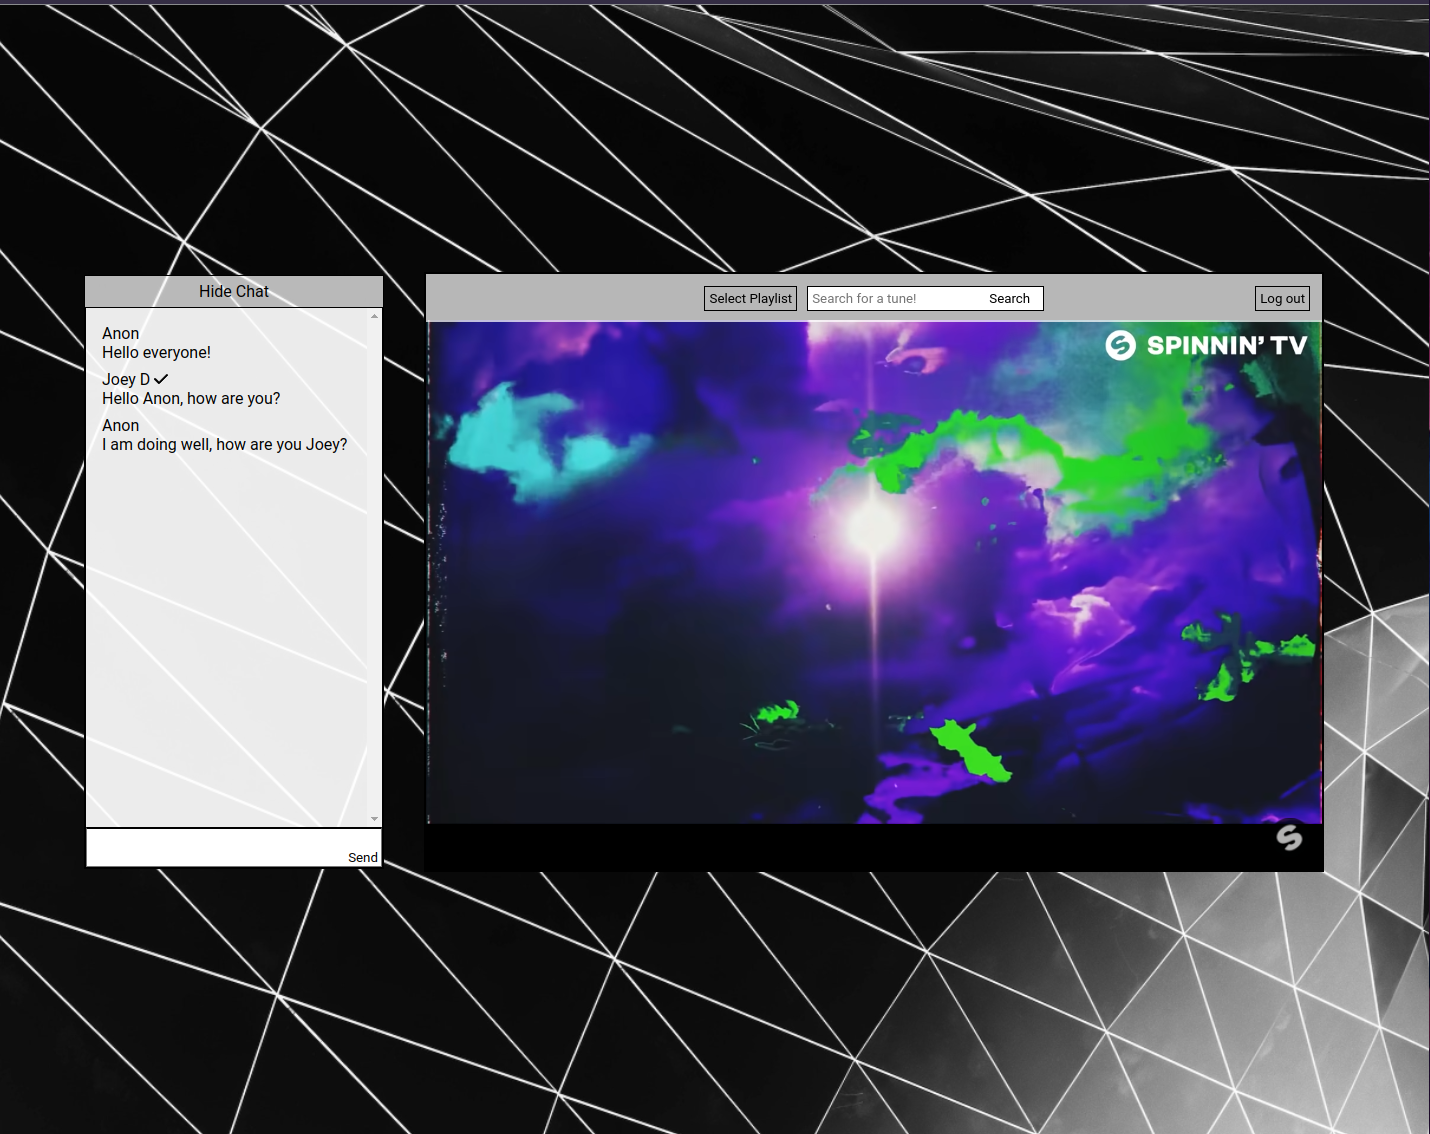 Hide Chat
Anon
Hello everyone!
Joey D
Hello Anon, how are you?
Anon
I am doing well, how are you Joey?
Send
Select Playlist
Search for a tune!
Search
Log out
SPINNIN’ TV